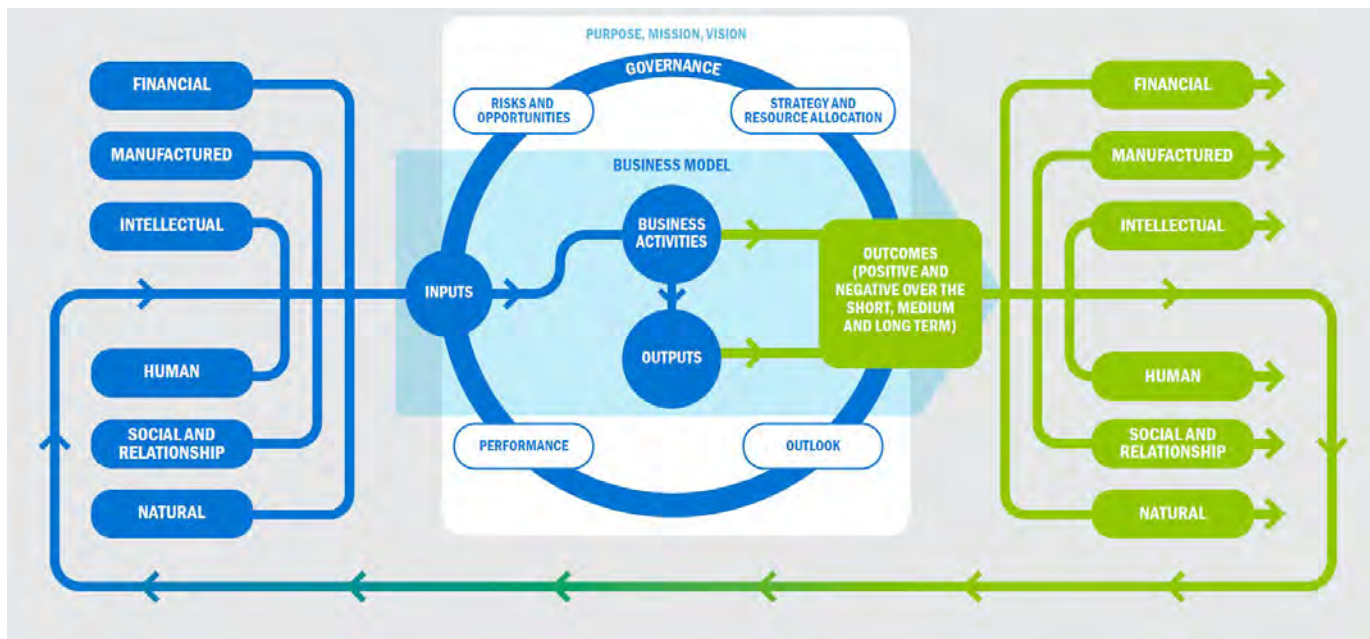 PURPOSE, MISSION, VISION
GOVERNANCE
FINANCIAL
MANUFACTURED
INTELLECTUAL
HUMAN
SOCIAL AND
RELATIONSHIP
NATURAL
RISKS AND
OPPORTUNITIES
STRATEGY AND
RESOURCE ALLOCATION
BUSINESS MODEL
INPUTS
BUSINESS
ACTIVITIES
OUTPUTS
OUTCOMES
(POSITIVE AND
NEGATIVE OVER THE
SHORT, MEDIUM
AND LONG TERM)
PERFORMANCE
OUTLOOK
FINANCIAL
MANUFACTURED
INTELLECTUAL
HUMAN
SOCIAL AND
RELATIONSHIP
NATURAL